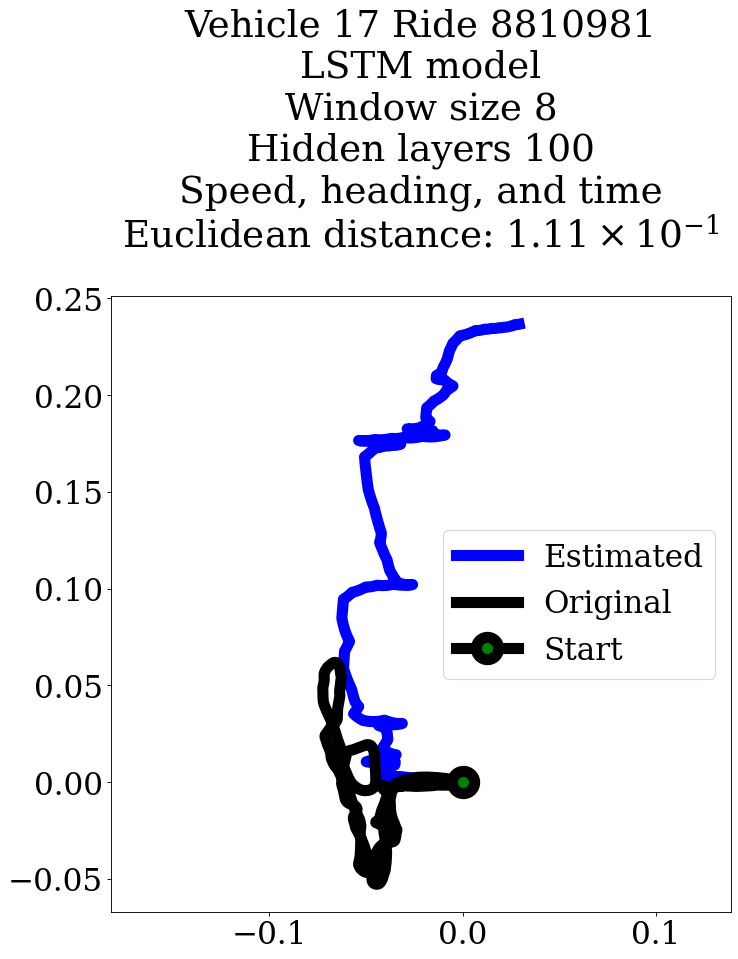 Vehicle 17 Ride 8810981
LSTM model
Window size 8
Hidden layers 100
Speed, heading, and time
Euclidean distance: 1.11 × 10⁻¹
0.25
0.20
0.15
0.10
0.05
0.00
−0.05
Estimated
Original
Start
−0.1
0.0
0.1